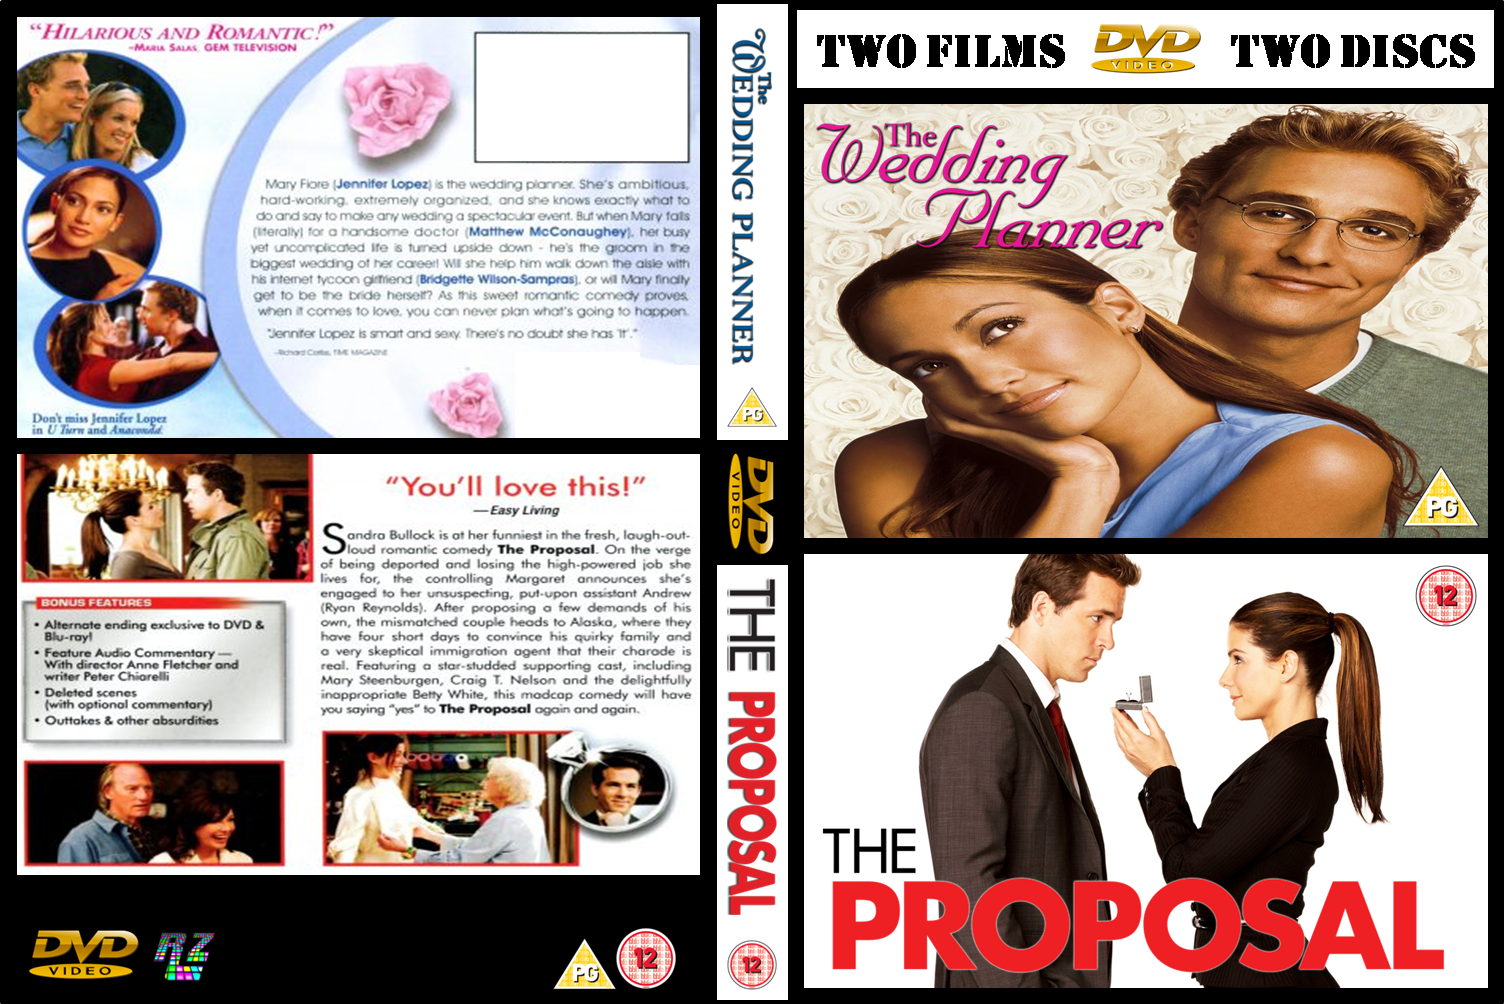 “HILARIOUS AND ROMANTIC!”
–MARIA SALAS, GEM TELEVISION
Mary Fiore (Jennifer Lopez) is the wedding planner. She's ambitious,
hard-working, extremely organized, and she knows exactly what to
do and say to make any wedding a spectacular event. But when Mary falls
(literally) for a handsome doctor (Matthew McConaughey), her busy
yet uncomplicated life is turned upside down - he's the groom in the
biggest wedding of her career! Will she help him walk down the aisle with
his internet tycoon girlfriend (Bridgette Wilson-Sampras), or will Mary finally
get to be the bride herself? As this sweet romantic comedy proves,
when it comes to love, you can never plan what's going to happen.
"Jennifer Lopez is smart and sexy. There's no doubt she has 'It'."
–Richard Corliss, TIME MAGAZINE
Don't miss Jennifer Lopez
in U Turn and Anaconda!
“You'll love this!”
—Easy Living
Sandra Bullock is at her funniest in the fresh, laugh-out-
loud romantic comedy The Proposal. On the verge
of being deported and losing the high-powered job she
lives for, the controlling Margaret announces she's
engaged to her unsuspecting, put-upon assistant Andrew
(Ryan Reynolds). After proposing a few demands of his
own, the mismatched couple heads to Alaska, where they
have four short days to convince his quirky family and
a very skeptical immigration agent that their charade is
real. Featuring a star-studded supporting cast, including
Mary Steenburgen, Craig T. Nelson and the delightfully
inappropriate Betty White, this madcap comedy will have
you saying “yes” to The Proposal again and again.
BONUS FEATURES
• Alternate ending exclusive to DVD &
Blu-ray!
• Feature Audio Commentary —
With director Anne Fletcher and
writer Peter Chiarelli
• Deleted scenes
(with optional commentary)
• Outtakes & other absurdities
DVD
VIDEO
RZ
PG
12
The
WEDDING PLANNER
PG
DVD
VIDEO
THE PROPOSAL
12
TWO FILMS
DVD
VIDEO
TWO DISCS
The
Wedding
Planner
PG
12
THE
PROPOSAL